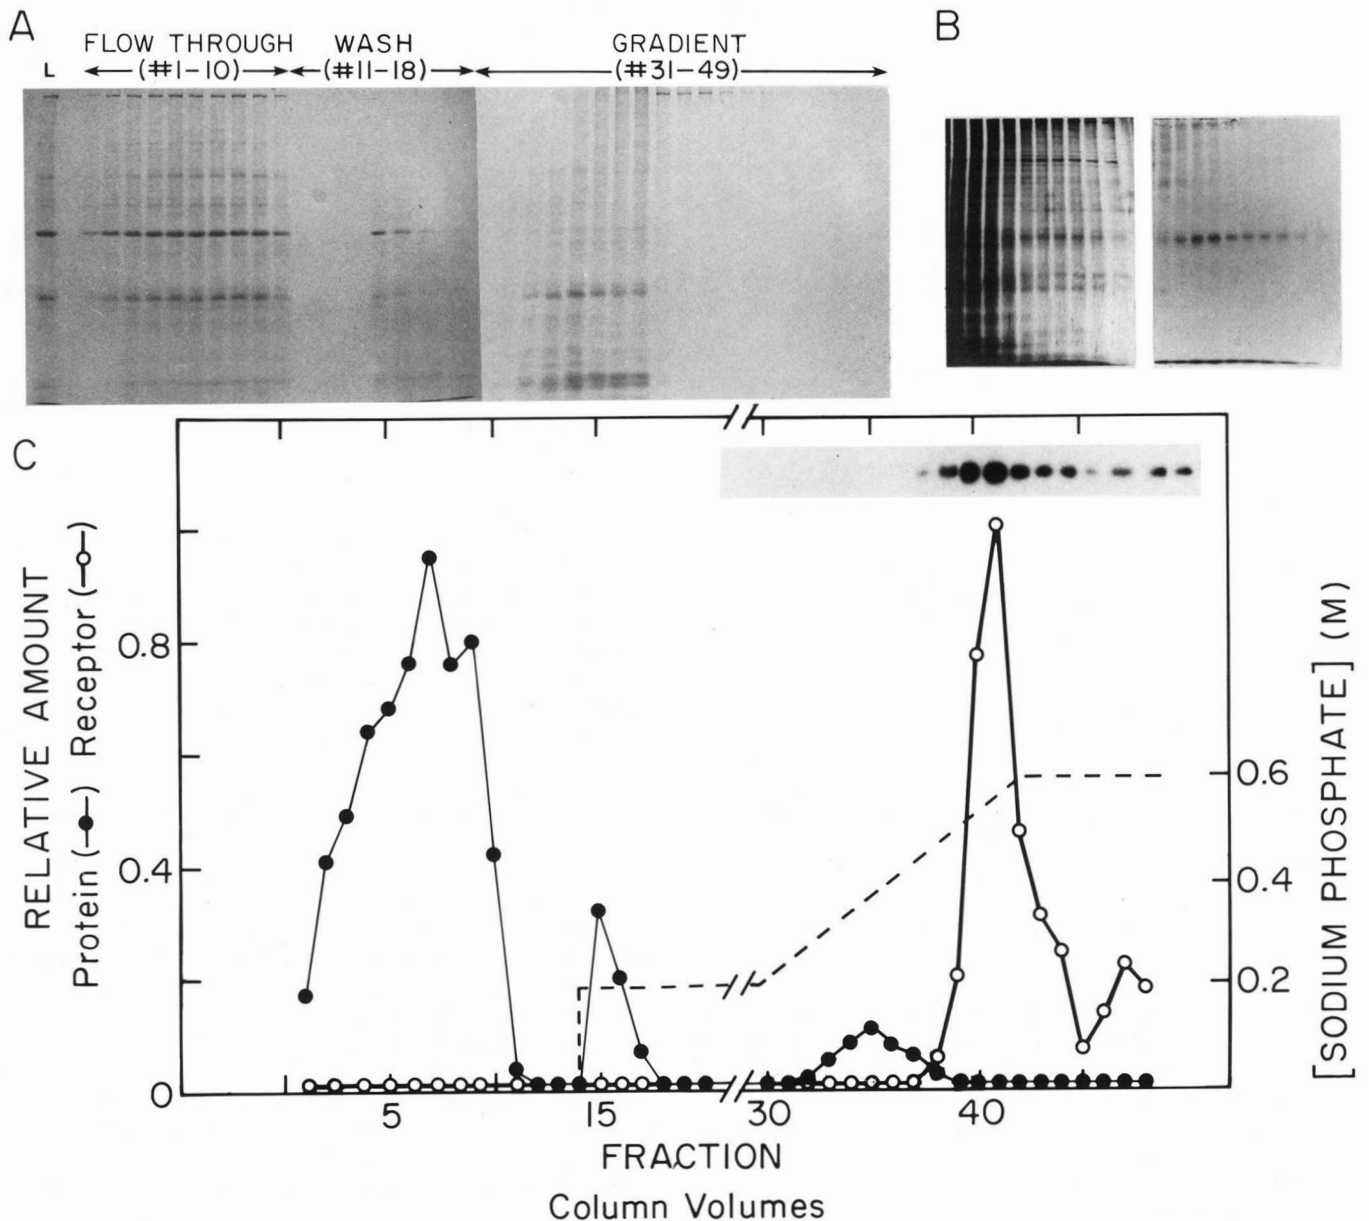 A
FLOW THROUGH
WASH
GRADIENT
L
(#1-10)
(#11-18)
(#31-49)
B
C
RELATIVE AMOUNT
Protein (—●—) Receptor (—○—)
0.8
0.4
0
[SODIUM PHOSPHATE] (M)
0.6
0.4
0.2
5
15
30
40
FRACTION
Column Volumes